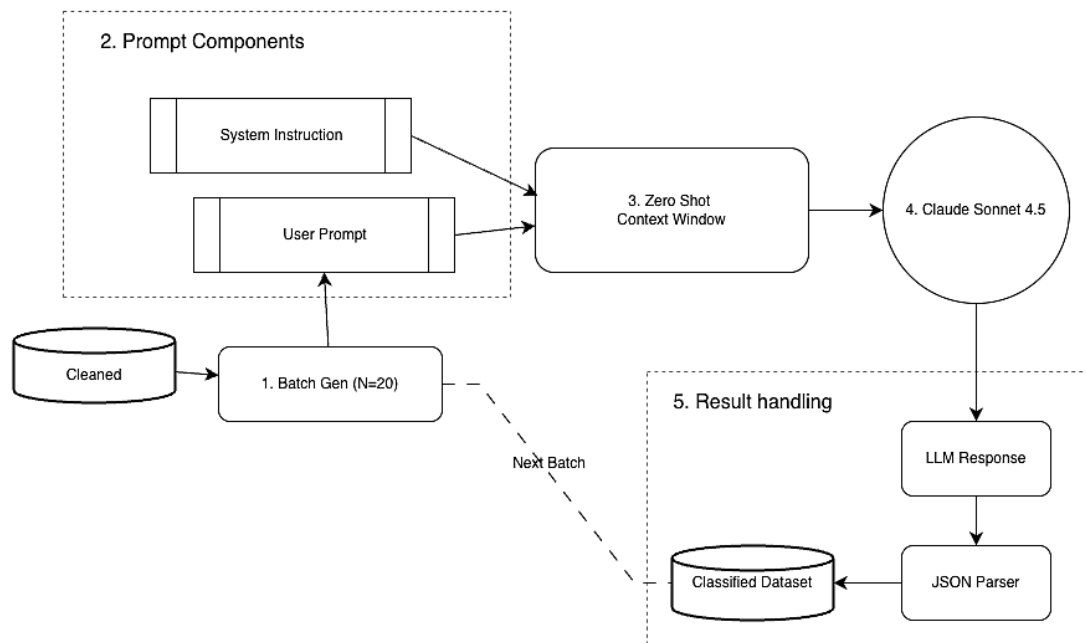 2. Prompt Components
System Instruction
User Prompt
3. Zero Shot
Context Window
4. Claude Sonnet 4.5
Cleaned
1. Batch Gen (N=20)
5. Result handling
Next Batch
LLM Response
JSON Parser
Classified Dataset